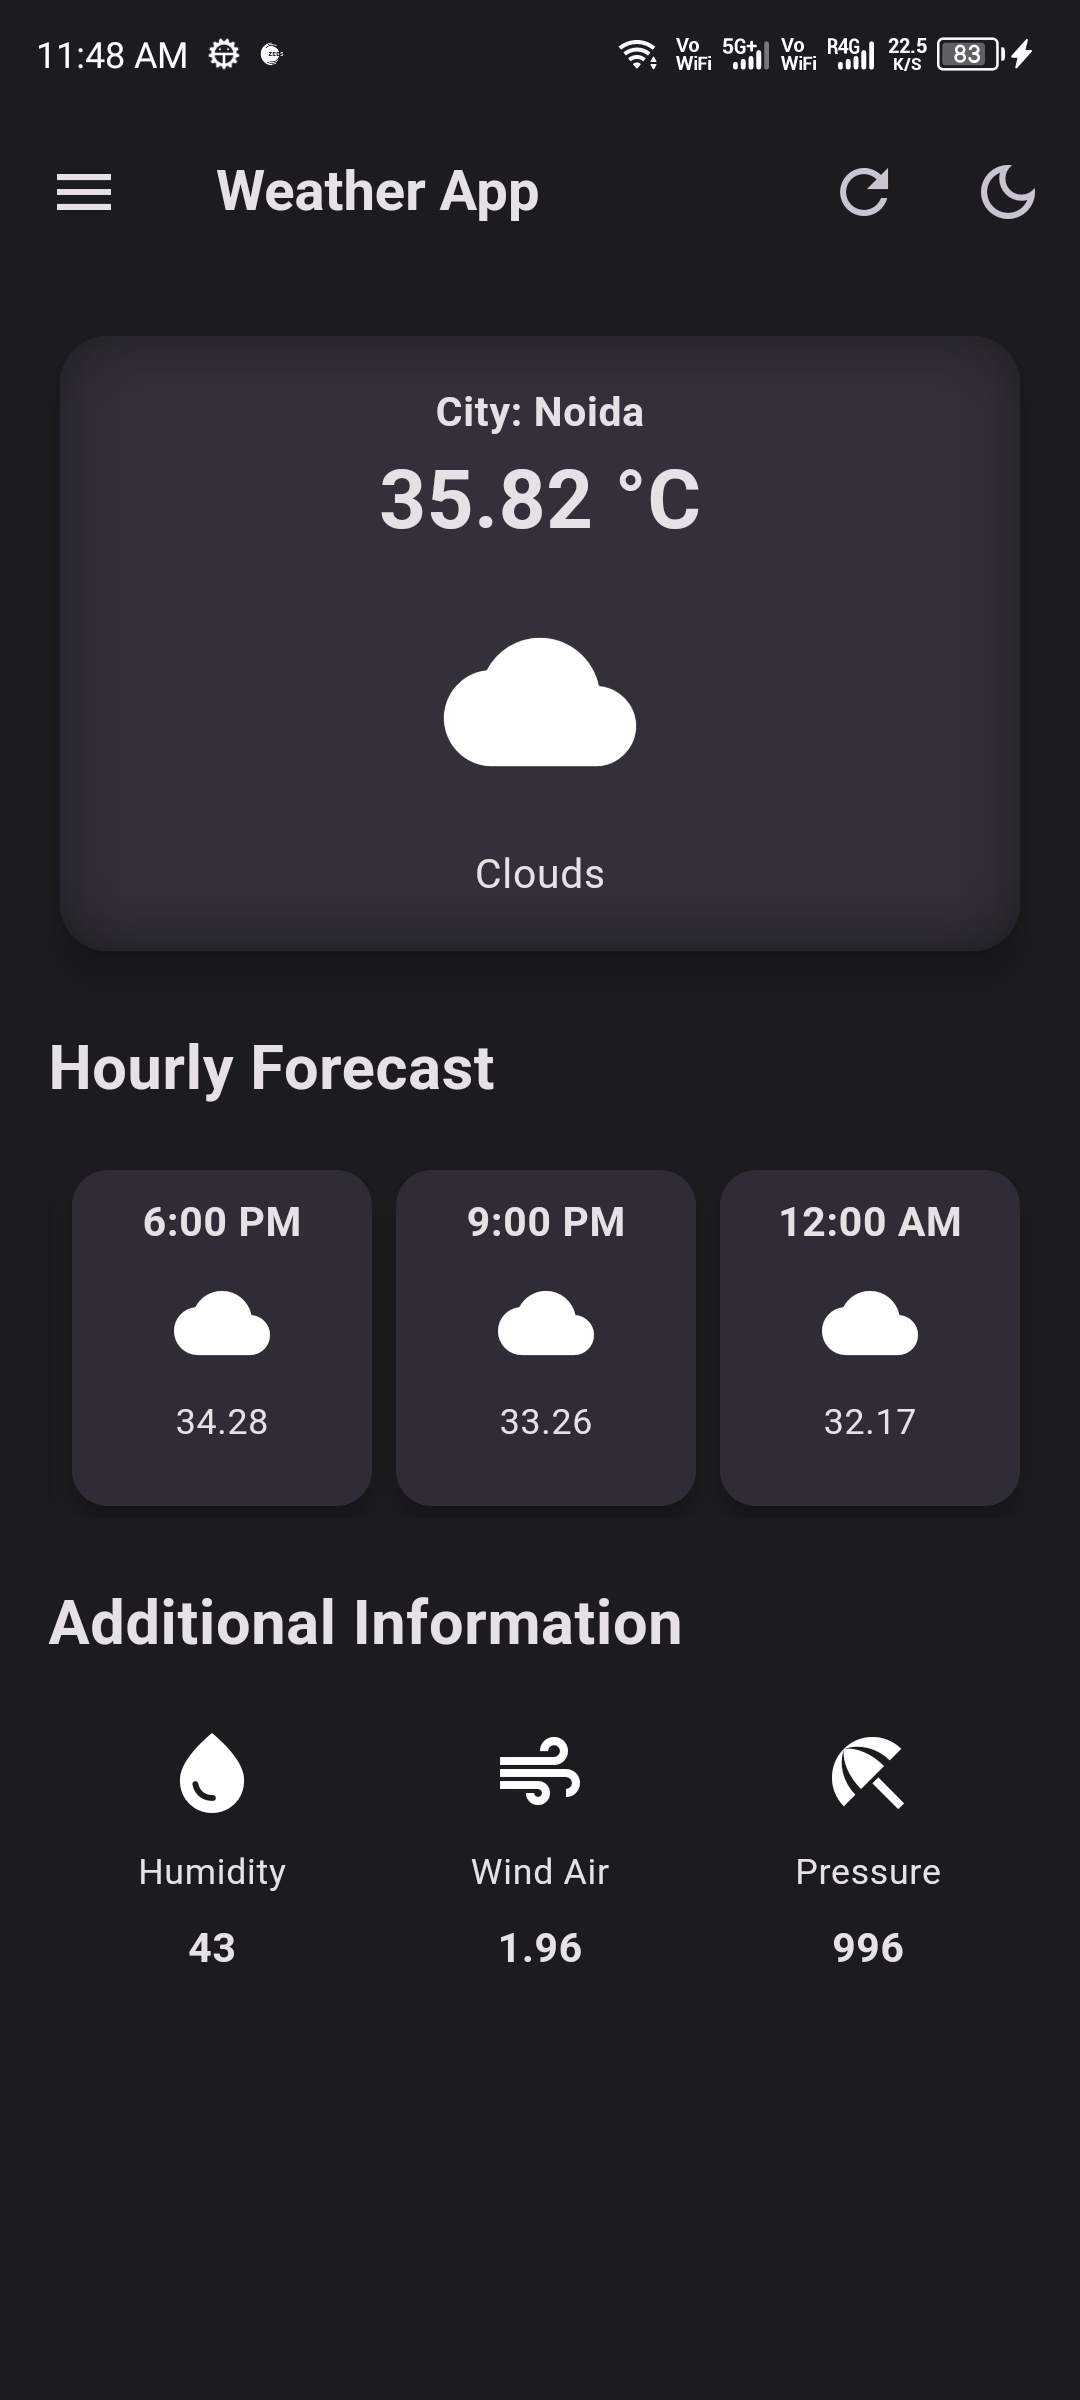 11:48 AM
Vo WiFi 5G+ Vo WiFi R4G 22.5 K/S 83
Weather App
City: Noida
35.82 °C
Clouds
Hourly Forecast
6:00 PM 9:00 PM 12:00 AM
34.28 33.26 32.17
Additional Information
Humidity Wind Air Pressure
43 1.96 996